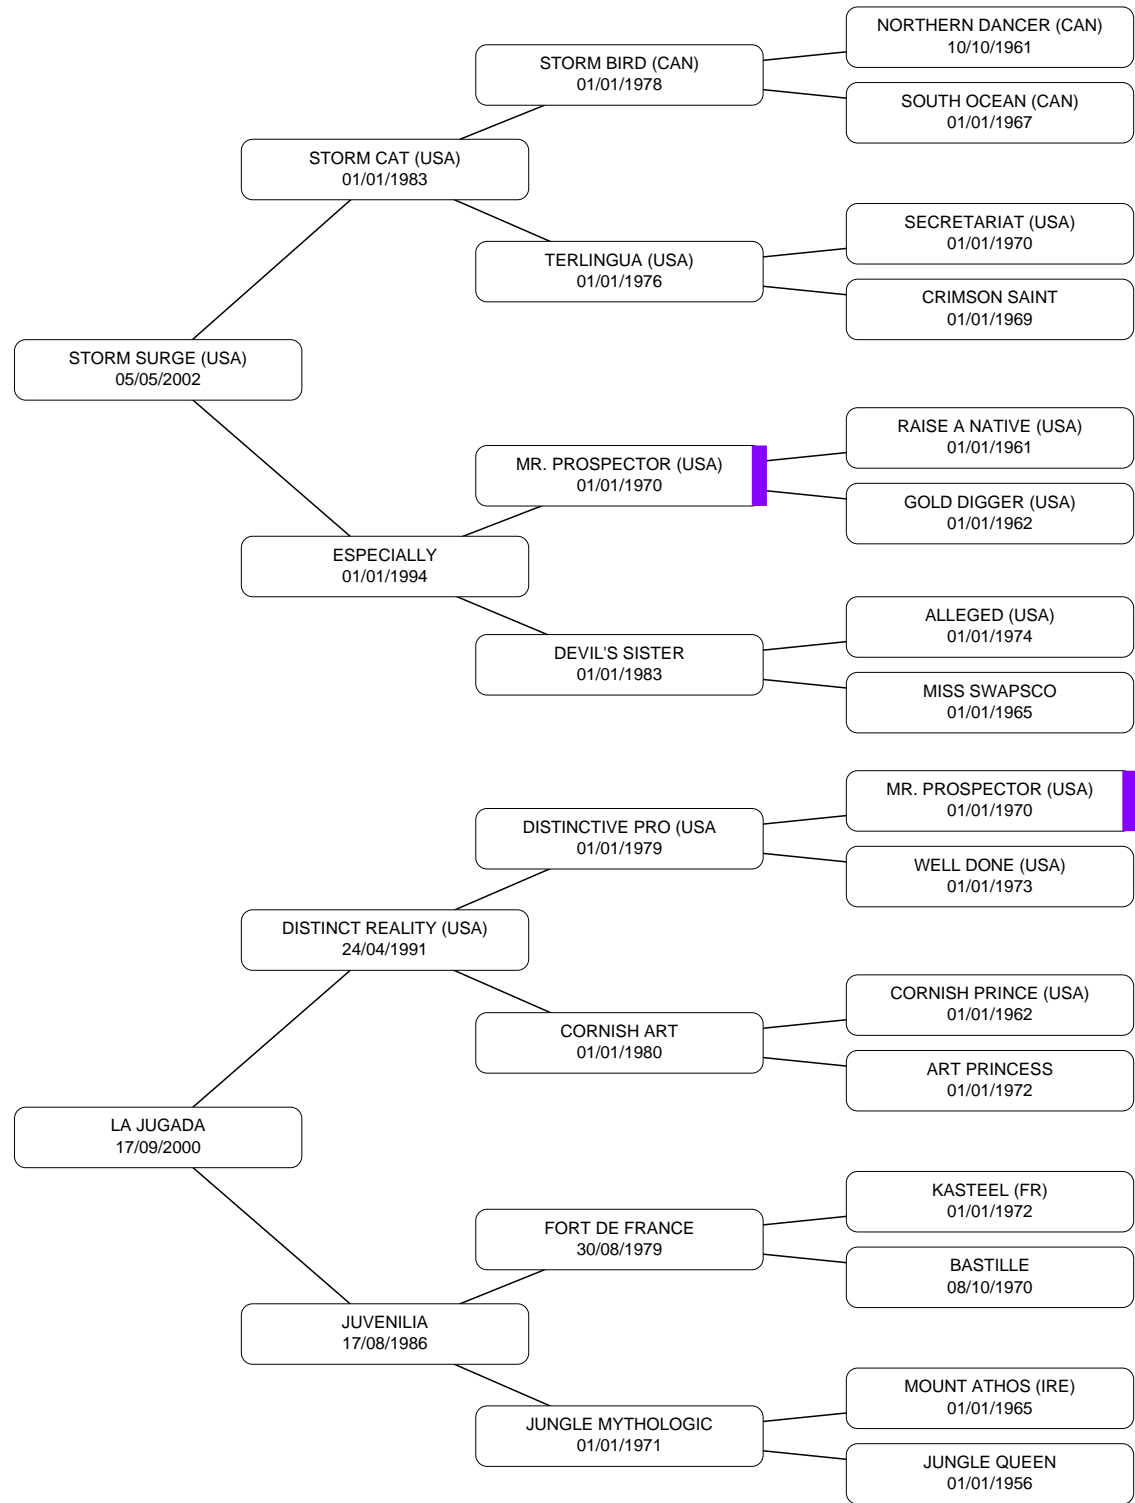 NORTHERN DANCER (CAN)
10/10/1961
STORM BIRD (CAN)
01/01/1978
SOUTH OCEAN (CAN)
01/01/1967
STORM CAT (USA)
01/01/1983
SECRETARIAT (USA)
01/01/1970
TERLINGUA (USA)
01/01/1976
CRIMSON SAINT
01/01/1969
STORM SURGE (USA)
05/05/2002
RAISE A NATIVE (USA)
01/01/1961
MR. PROSPECTOR (USA)
01/01/1970
GOLD DIGGER (USA)
01/01/1962
ESPECIALLY
01/01/1994
ALLEGED (USA)
01/01/1974
DEVIL'S SISTER
01/01/1983
MISS SWAPSCO
01/01/1965
MR. PROSPECTOR (USA)
01/01/1970
DISTINCTIVE PRO (USA
01/01/1979
WELL DONE (USA)
01/01/1973
DISTINCT REALITY (USA)
24/04/1991
CORNISH PRINCE (USA)
01/01/1962
CORNISH ART
01/01/1980
ART PRINCESS
01/01/1972
LA JUGADA
17/09/2000
KASTEEL (FR)
01/01/1972
FORT DE FRANCE
30/08/1979
BASTILLE
08/10/1970
JUVENILIA
17/08/1986
MOUNT ATHOS (IRE)
01/01/1965
JUNGLE MYTHOLOGIC
01/01/1971
JUNGLE QUEEN
01/01/1956